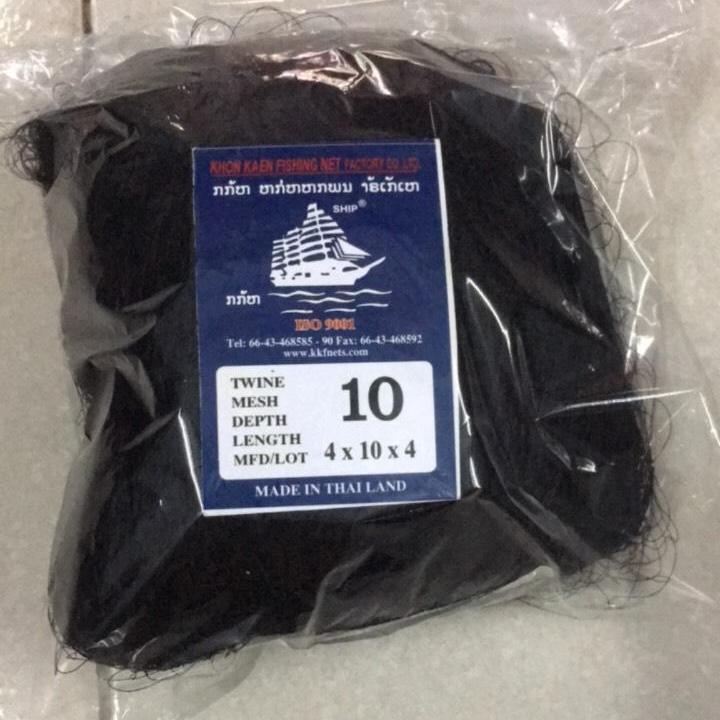 KHON KAEN FISHING NET FACTORY CO.,LTD.
SHIP®
ISO 9001
Tel: 66-43-468585 - 90 Fax: 66-43-468592
www.kkfnets.com
TWINE
MESH
DEPTH
LENGTH
MFD/LOT
10
4 x 10 x 4
MADE IN THAI LAND